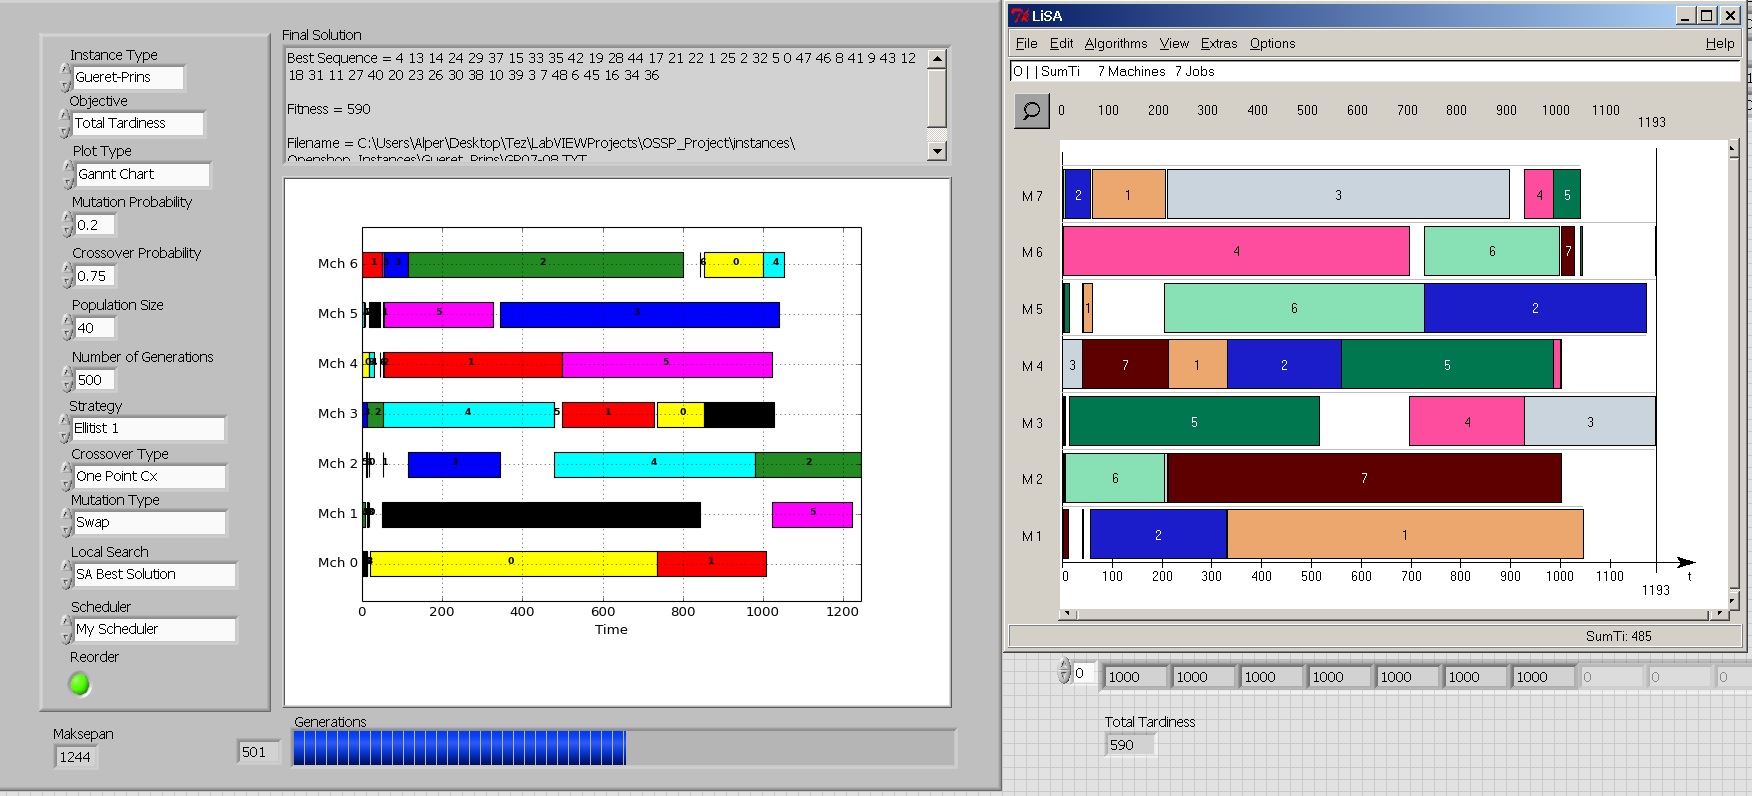 Instance Type
Gueret-Prins
Objective
Total Tardiness
Plot Type
Gannt Chart
Mutation Probability
0.2
Crossover Probability
0.75
Population Size
40
Number of Generations
500
Strategy
Ellitist 1
Crossover Type
One Point Cx
Mutation Type
Swap
Local Search
SA Best Solution
Scheduler
My Scheduler
Reorder
Maksepan
1244
501
Final Solution
Best Sequence = 4 13 14 24 29 37 15 33 35 42 19 28 44 17 21 22 1 25 2 32 5 0 47 46 8 41 9 43 12
18 31 11 27 40 20 23 26 30 38 10 39 3 7 48 6 45 16 34 36
Fitness = 590
Filename = C:\Users\Alper\Desktop\Tez\LabVIEWProjects\OSSP_Project\instances\
Openshop_Instances\Gueret_Prins\GP07-08.TXT
Mch 6 1 3 2 6 0 4
Mch 5 1 5 3
Mch 4 1 5
Mch 3 2 4 5 1 0
Mch 2 1 3 4 2
Mch 1 5
Mch 0 0 1
0 200 400 600 800 1000 1200
Time
Generations
LiSA
File Edit Algorithms View Extras Options Help
O | | SumTi 7 Machines 7 Jobs
0 100 200 300 400 500 600 700 800 900 1000 1100
1193
M 7 2 1 3 4 5
M 6 4 6 7
M 5 1 6 2
M 4 3 7 1 2 5
M 3 5 4 3
M 2 6 7
M 1 2 1
0 100 200 300 400 500 600 700 800 900 1000 1100 t
1193
SumTi: 485
0 1000 1000 1000 1000 1000 1000 1000 0 0 0
Total Tardiness
590